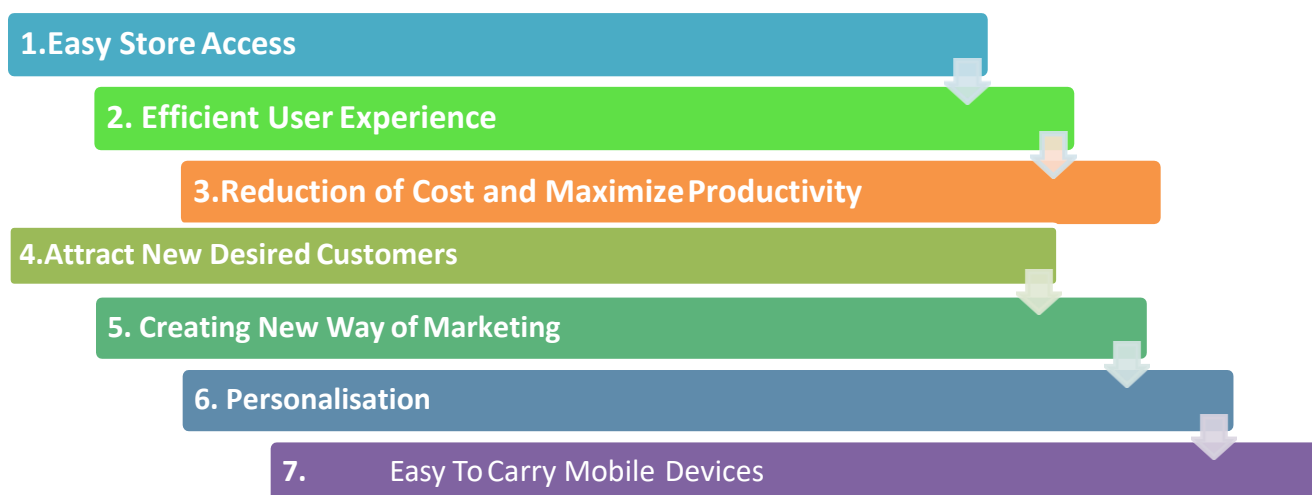 1.Easy Store Access
2. Efficient User Experience
3.Reduction of Cost and Maximize Productivity
4.Attract New Desired Customers
5. Creating New Way of Marketing
6. Personalisation
7. Easy To Carry Mobile Devices